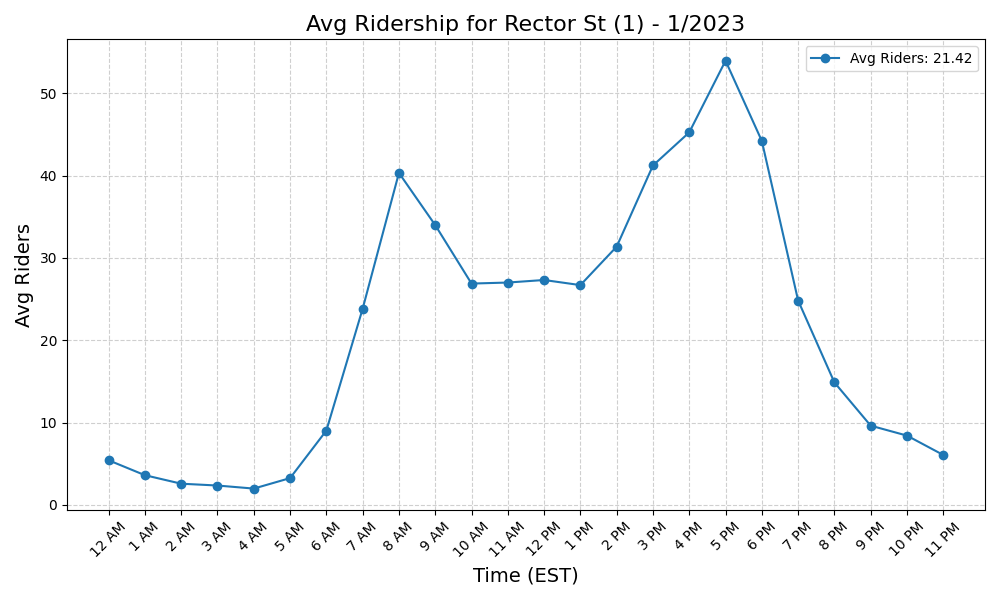 Avg Ridership for Rector St (1) - 1/2023
Avg Riders: 21.42
Avg Riders
50
40
30
20
10
0
12 AM
1 AM
2 AM
3 AM
4 AM
5 AM
6 AM
7 AM
8 AM
9 AM
10 AM
11 AM
12 PM
1 PM
2 PM
3 PM
4 PM
5 PM
6 PM
7 PM
8 PM
9 PM
10 PM
11 PM
Time (EST)